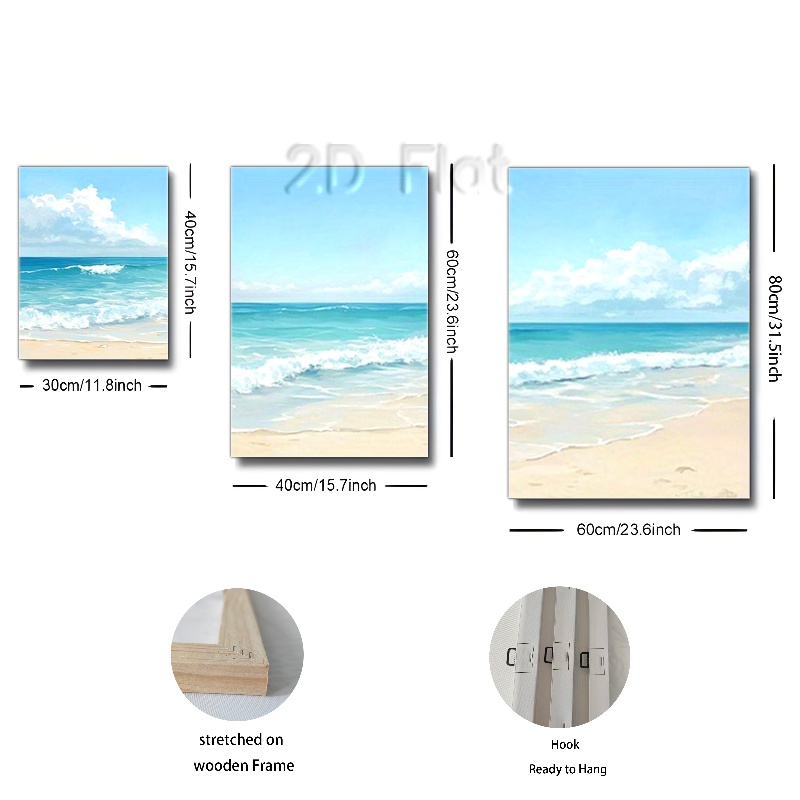 2D Flat
40cm/15.7inch
30cm/11.8inch
60cm/23.6inch
40cm/15.7inch
80cm/31.5inch
60cm/23.6inch
stretched on
wooden Frame
Hook
Ready to Hang